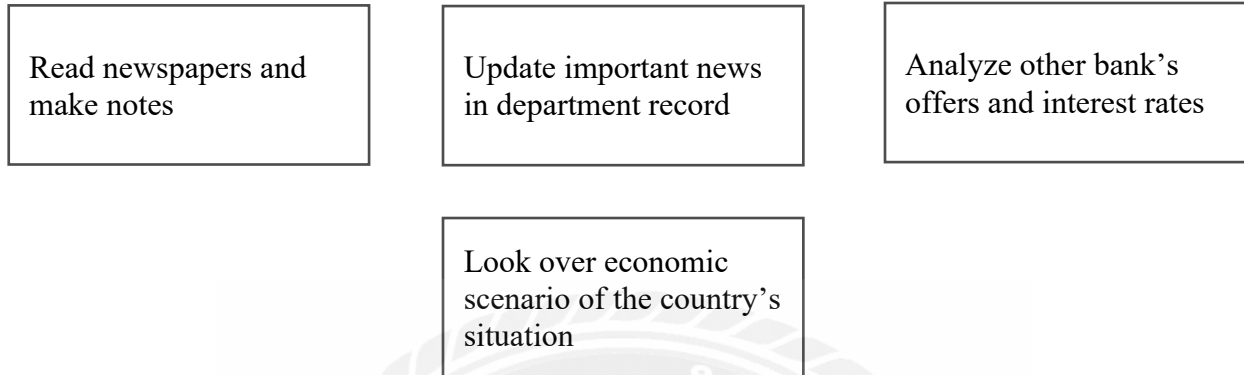 Read newspapers and
make notes
Update important news
in department record
Analyze other bank’s
offers and interest rates
Look over economic
scenario of the country’s
situation